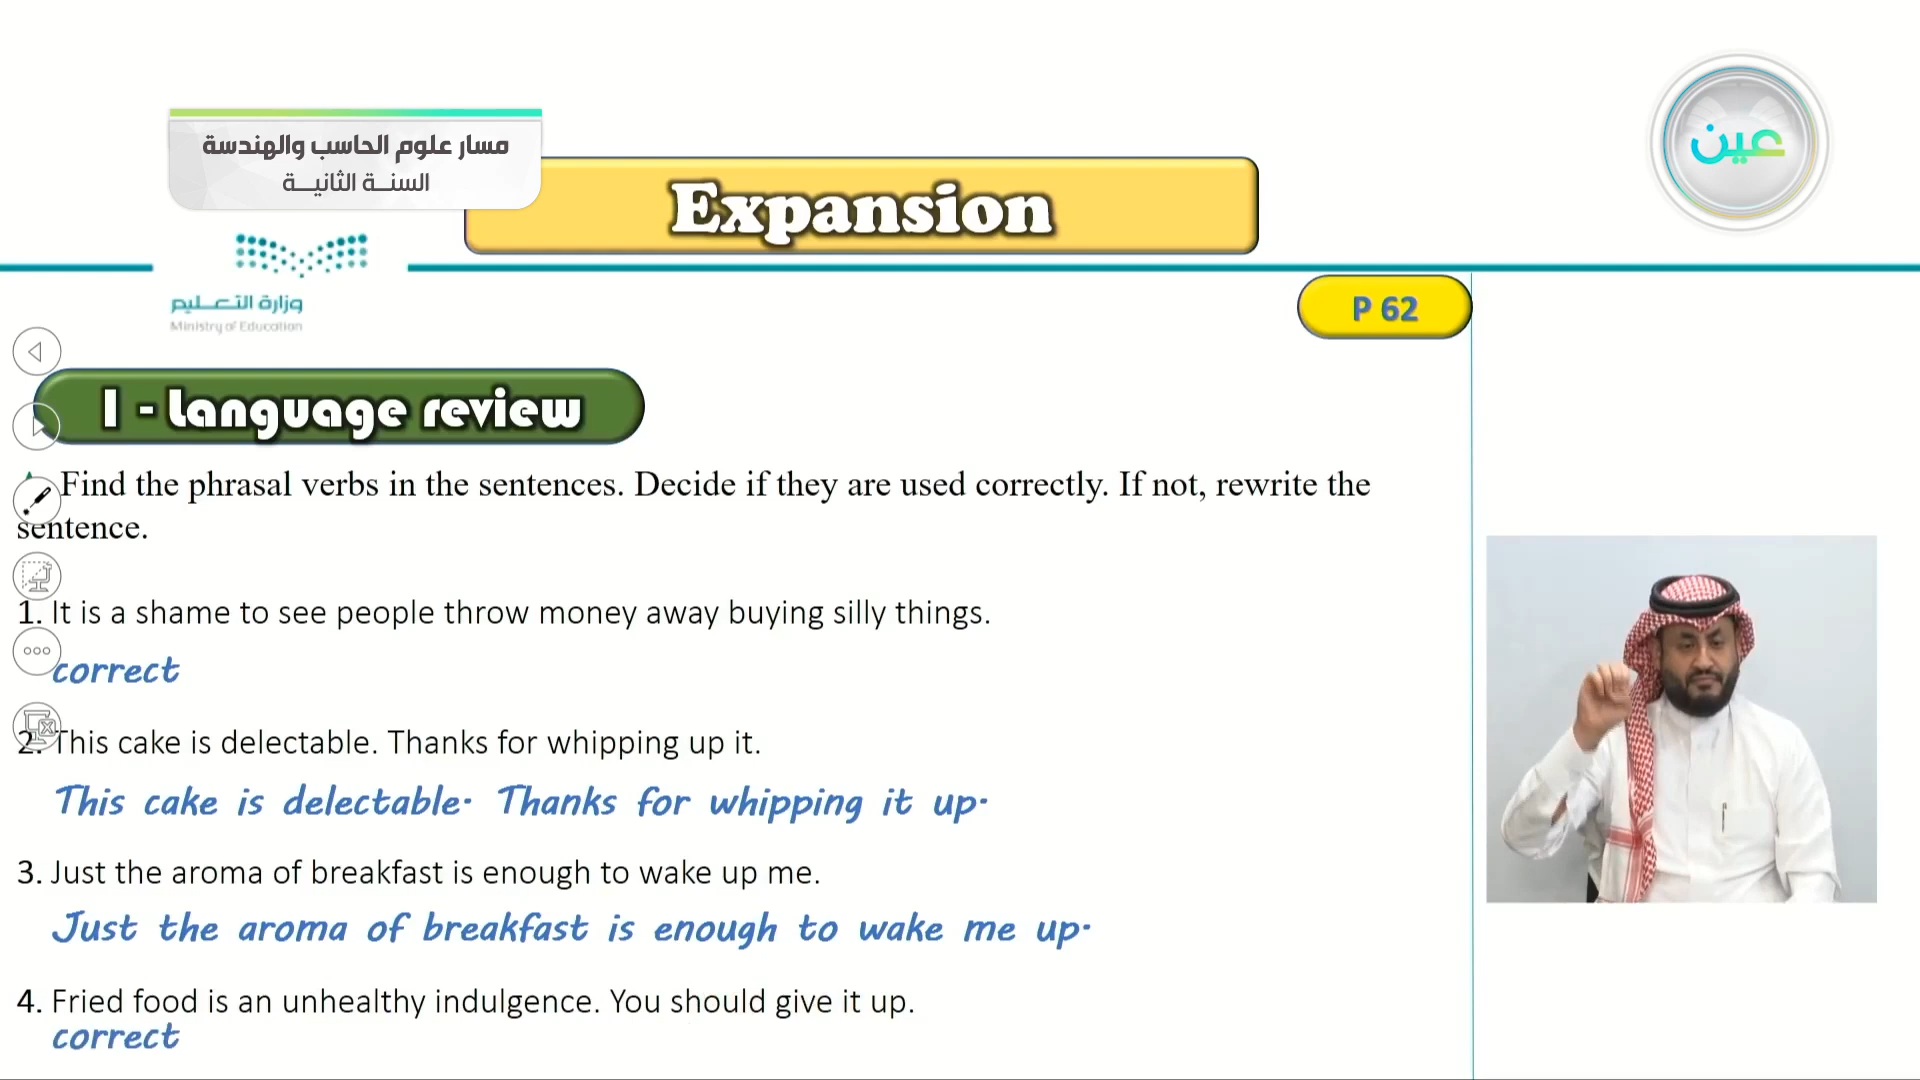 مسار علوم الحاسب والهندسة
السنة الثانية
عين
Expansion
وزارة التعليم
Ministry of Education
P 62
1 - Language review
Find the phrasal verbs in the sentences. Decide if they are used correctly. If not, rewrite the
sentence.
1. It is a shame to see people throw money away buying silly things.
correct
2. This cake is delectable. Thanks for whipping up it.
This cake is delectable. Thanks for whipping it up.
3. Just the aroma of breakfast is enough to wake up me.
Just the aroma of breakfast is enough to wake me up.
4. Fried food is an unhealthy indulgence. You should give it up.
correct